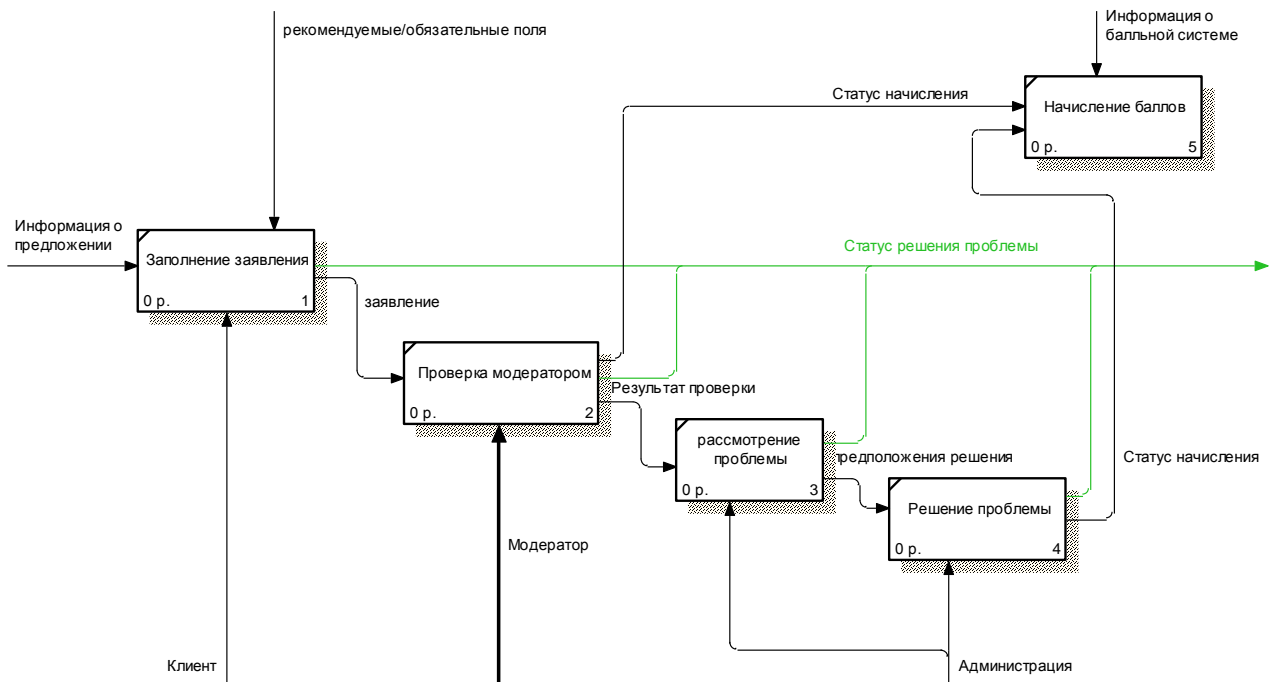 рекомендуемые/обязательные поля
Информация о
балльной системе
Статус начисления
Начисление баллов
0 р. 5
Информация о
предложении
Заполнение заявления
0 р. 1
Статус решения проблемы
заявление
Проверка модератором
0 р. 2
Результат проверки
рассмотрение
проблемы
0 р. 3
редположения решения
Статус начисления
Решение проблемы
0 р. 4
Модератор
Клиент
Администрация